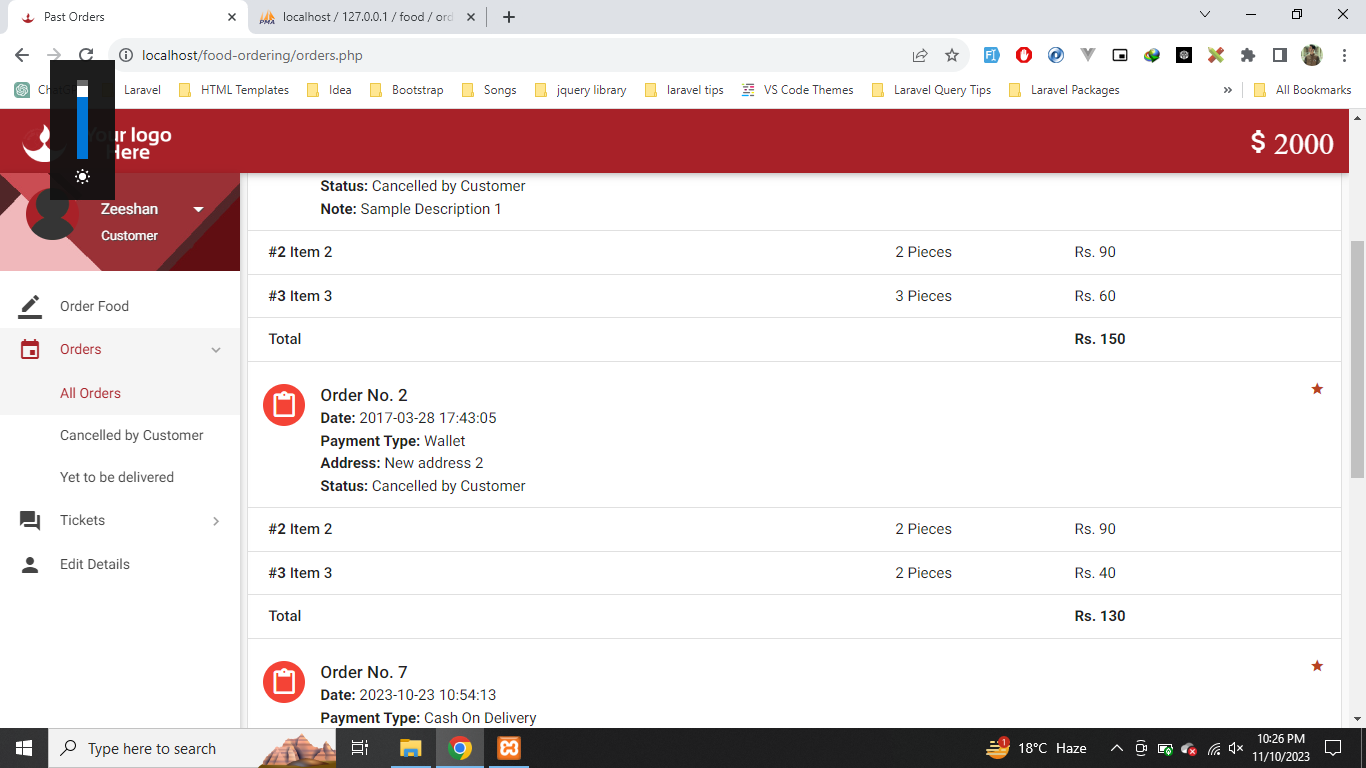 Past Orders
localhost / 127.0.0.1 / food / ord
localhost/food-ordering/orders.php
Laravel
HTML Templates
Idea
Bootstrap
Songs
jquery library
laravel tips
VS Code Themes
Laravel Query Tips
Laravel Packages
»
All Bookmarks
Your logo
Here
$ 2000
Zeeshan
Customer
Order Food
Orders
All Orders
Cancelled by Customer
Yet to be delivered
Tickets
Edit Details
Status: Cancelled by Customer
Note: Sample Description 1
#2 Item 2 2 Pieces Rs. 90
#3 Item 3 3 Pieces Rs. 60
Total Rs. 150
Order No. 2
Date: 2017-03-28 17:43:05
Payment Type: Wallet
Address: New address 2
Status: Cancelled by Customer
#2 Item 2 2 Pieces Rs. 90
#3 Item 3 2 Pieces Rs. 40
Total Rs. 130
Order No. 7
Date: 2023-10-23 10:54:13
Payment Type: Cash On Delivery
Type here to search
1
18°C Haze
10:26 PM
11/10/2023